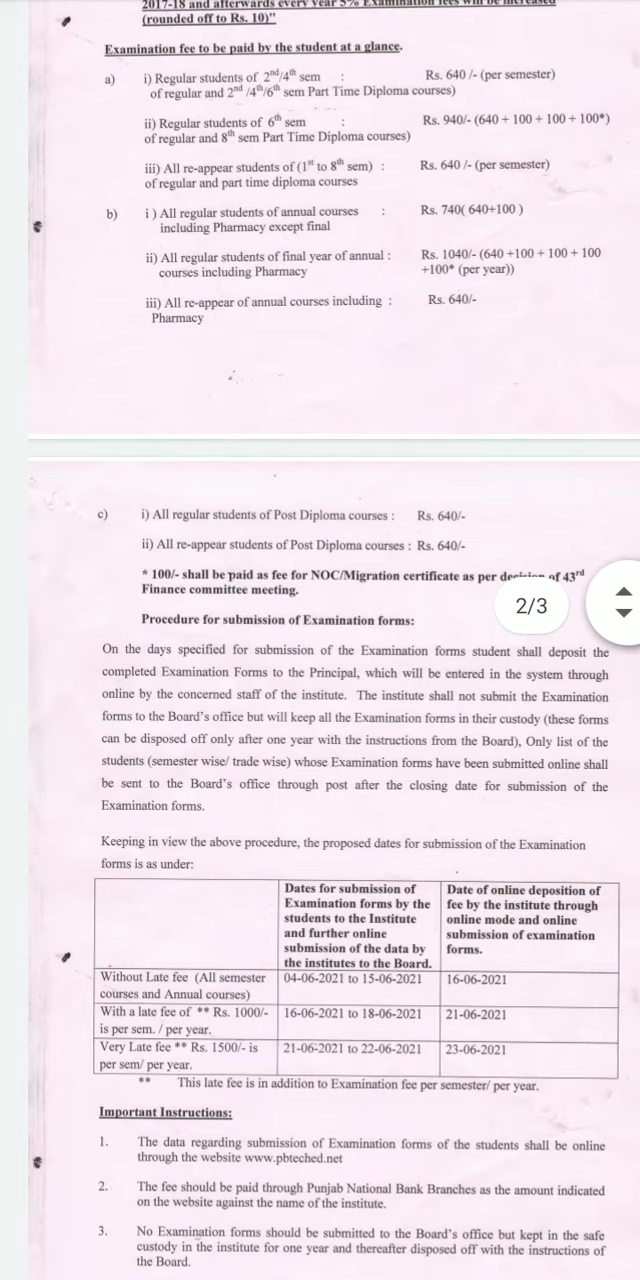 2017-18 and afterwards every year 5% Examination fees will be increased
(rounded off to Rs. 10)"
Examination fee to be paid by the student at a glance.
a) i) Regular students of 2nd/4th sem : Rs. 640 /- (per semester)
of regular and 2nd /4th/6th sem Part Time Diploma courses)
ii) Regular students of 6th sem : Rs. 940/- (640 + 100 + 100 + 100*)
of regular and 8th sem Part Time Diploma courses)
iii) All re-appear students of (1st to 8th sem) : Rs. 640 /- (per semester)
of regular and part time diploma courses
b) i ) All regular students of annual courses : Rs. 740( 640+100 )
including Pharmacy except final
ii) All regular students of final year of annual : Rs. 1040/- (640 +100 + 100 + 100
courses including Pharmacy +100* (per year))
iii) All re-appear of annual courses including : Rs. 640/-
Pharmacy
c) i) All regular students of Post Diploma courses : Rs. 640/-
ii) All re-appear students of Post Diploma courses : Rs. 640/-
* 100/- shall be paid as fee for NOC/Migration certificate as per decision of 43rd
Finance committee meeting.
2/3
Procedure for submission of Examination forms:
On the days specified for submission of the Examination forms student shall deposit the
completed Examination Forms to the Principal, which will be entered in the system through
online by the concerned staff of the institute. The institute shall not submit the Examination
forms to the Board's office but will keep all the Examination forms in their custody (these forms
can be disposed off only after one year with the instructions from the Board), Only list of the
students (semester wise/ trade wise) whose Examination forms have been submitted online shall
be sent to the Board's office through post after the closing date for submission of the
Examination forms.
Keeping in view the above procedure, the proposed dates for submission of the Examination
forms is as under:
Dates for submission of
Examination forms by the
students to the Institute
and further online
submission of the data by
the institutes to the Board.
Date of online deposition of
fee by the institute through
online mode and online
submission of examination
forms.
Without Late fee (All semester 04-06-2021 to 15-06-2021 16-06-2021
courses and Annual courses)
With a late fee of ** Rs. 1000/- 16-06-2021 to 18-06-2021 21-06-2021
is per sem. / per year.
Very Late fee ** Rs. 1500/- is 21-06-2021 to 22-06-2021 23-06-2021
per sem/ per year.
** This late fee is in addition to Examination fee per semester/ per year.
Important Instructions:
1. The data regarding submission of Examination forms of the students shall be online
through the website www.pbteched.net
2. The fee should be paid through Punjab National Bank Branches as the amount indicated
on the website against the name of the institute.
3. No Examination forms should be submitted to the Board's office but kept in the safe
custody in the institute for one year and thereafter disposed off with the instructions of
the Board.